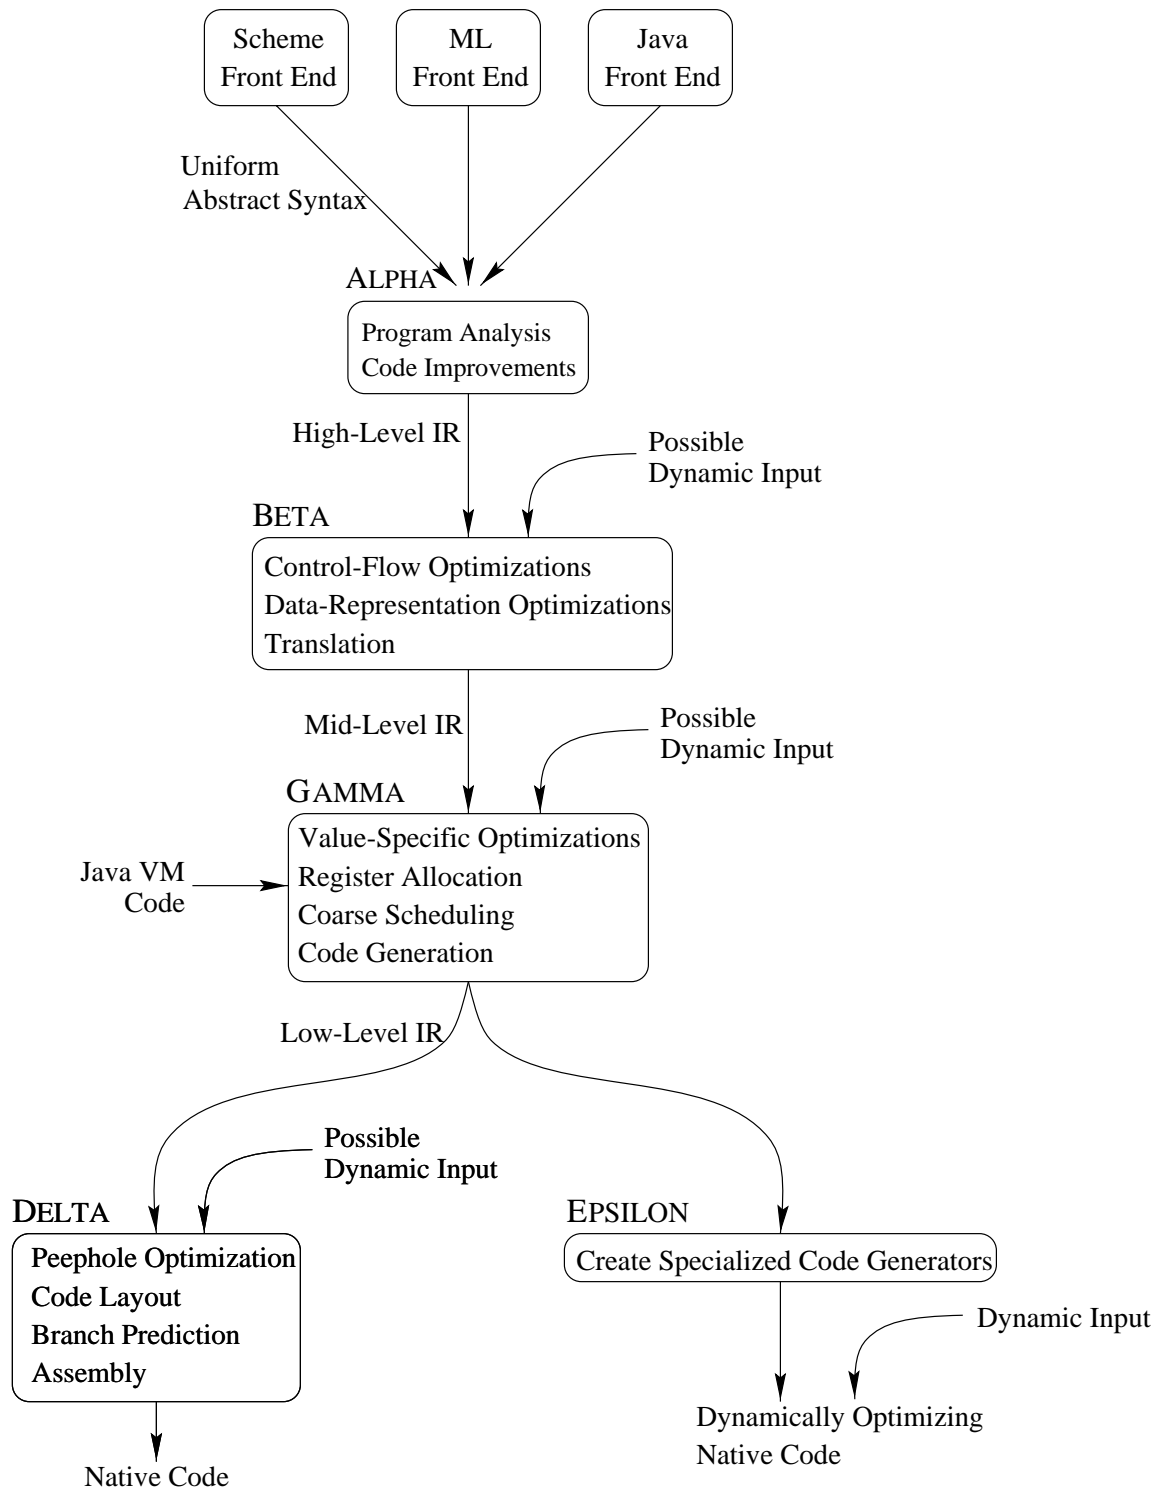 Scheme
Front End
ML
Front End
Java
Front End
Uniform
Abstract Syntax
ALPHA
Program Analysis
Code Improvements
High-Level IR
Possible
Dynamic Input
BETA
Control-Flow Optimizations
Data-Representation Optimizations
Translation
Mid-Level IR
Possible
Dynamic Input
GAMMA
Value-Specific Optimizations
Register Allocation
Coarse Scheduling
Code Generation
Java VM
Code
Low-Level IR
Possible
Dynamic Input
DELTA
Peephole Optimization
Code Layout
Branch Prediction
Assembly
Native Code
EPSILON
Create Specialized Code Generators
Dynamic Input
Dynamically Optimizing
Native Code